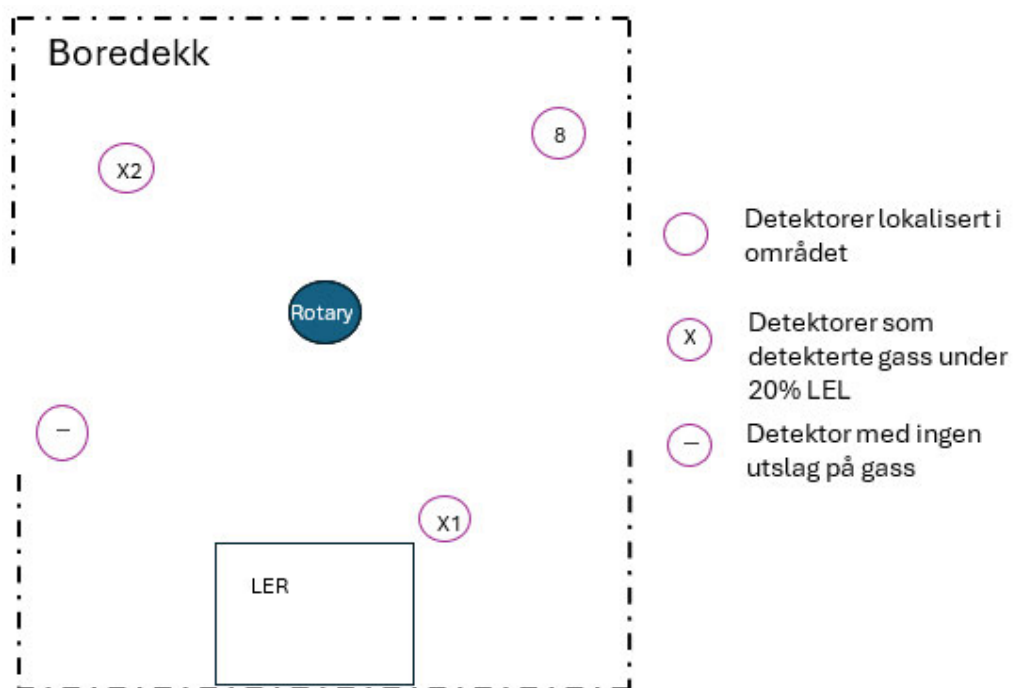 Boredekk
8
X2
Rotary
–
X1
LER
Detektorer lokalisert i
området
X
Detektorer som
detekterte gass under
20% LEL
–
Detektor med ingen
utslag på gass